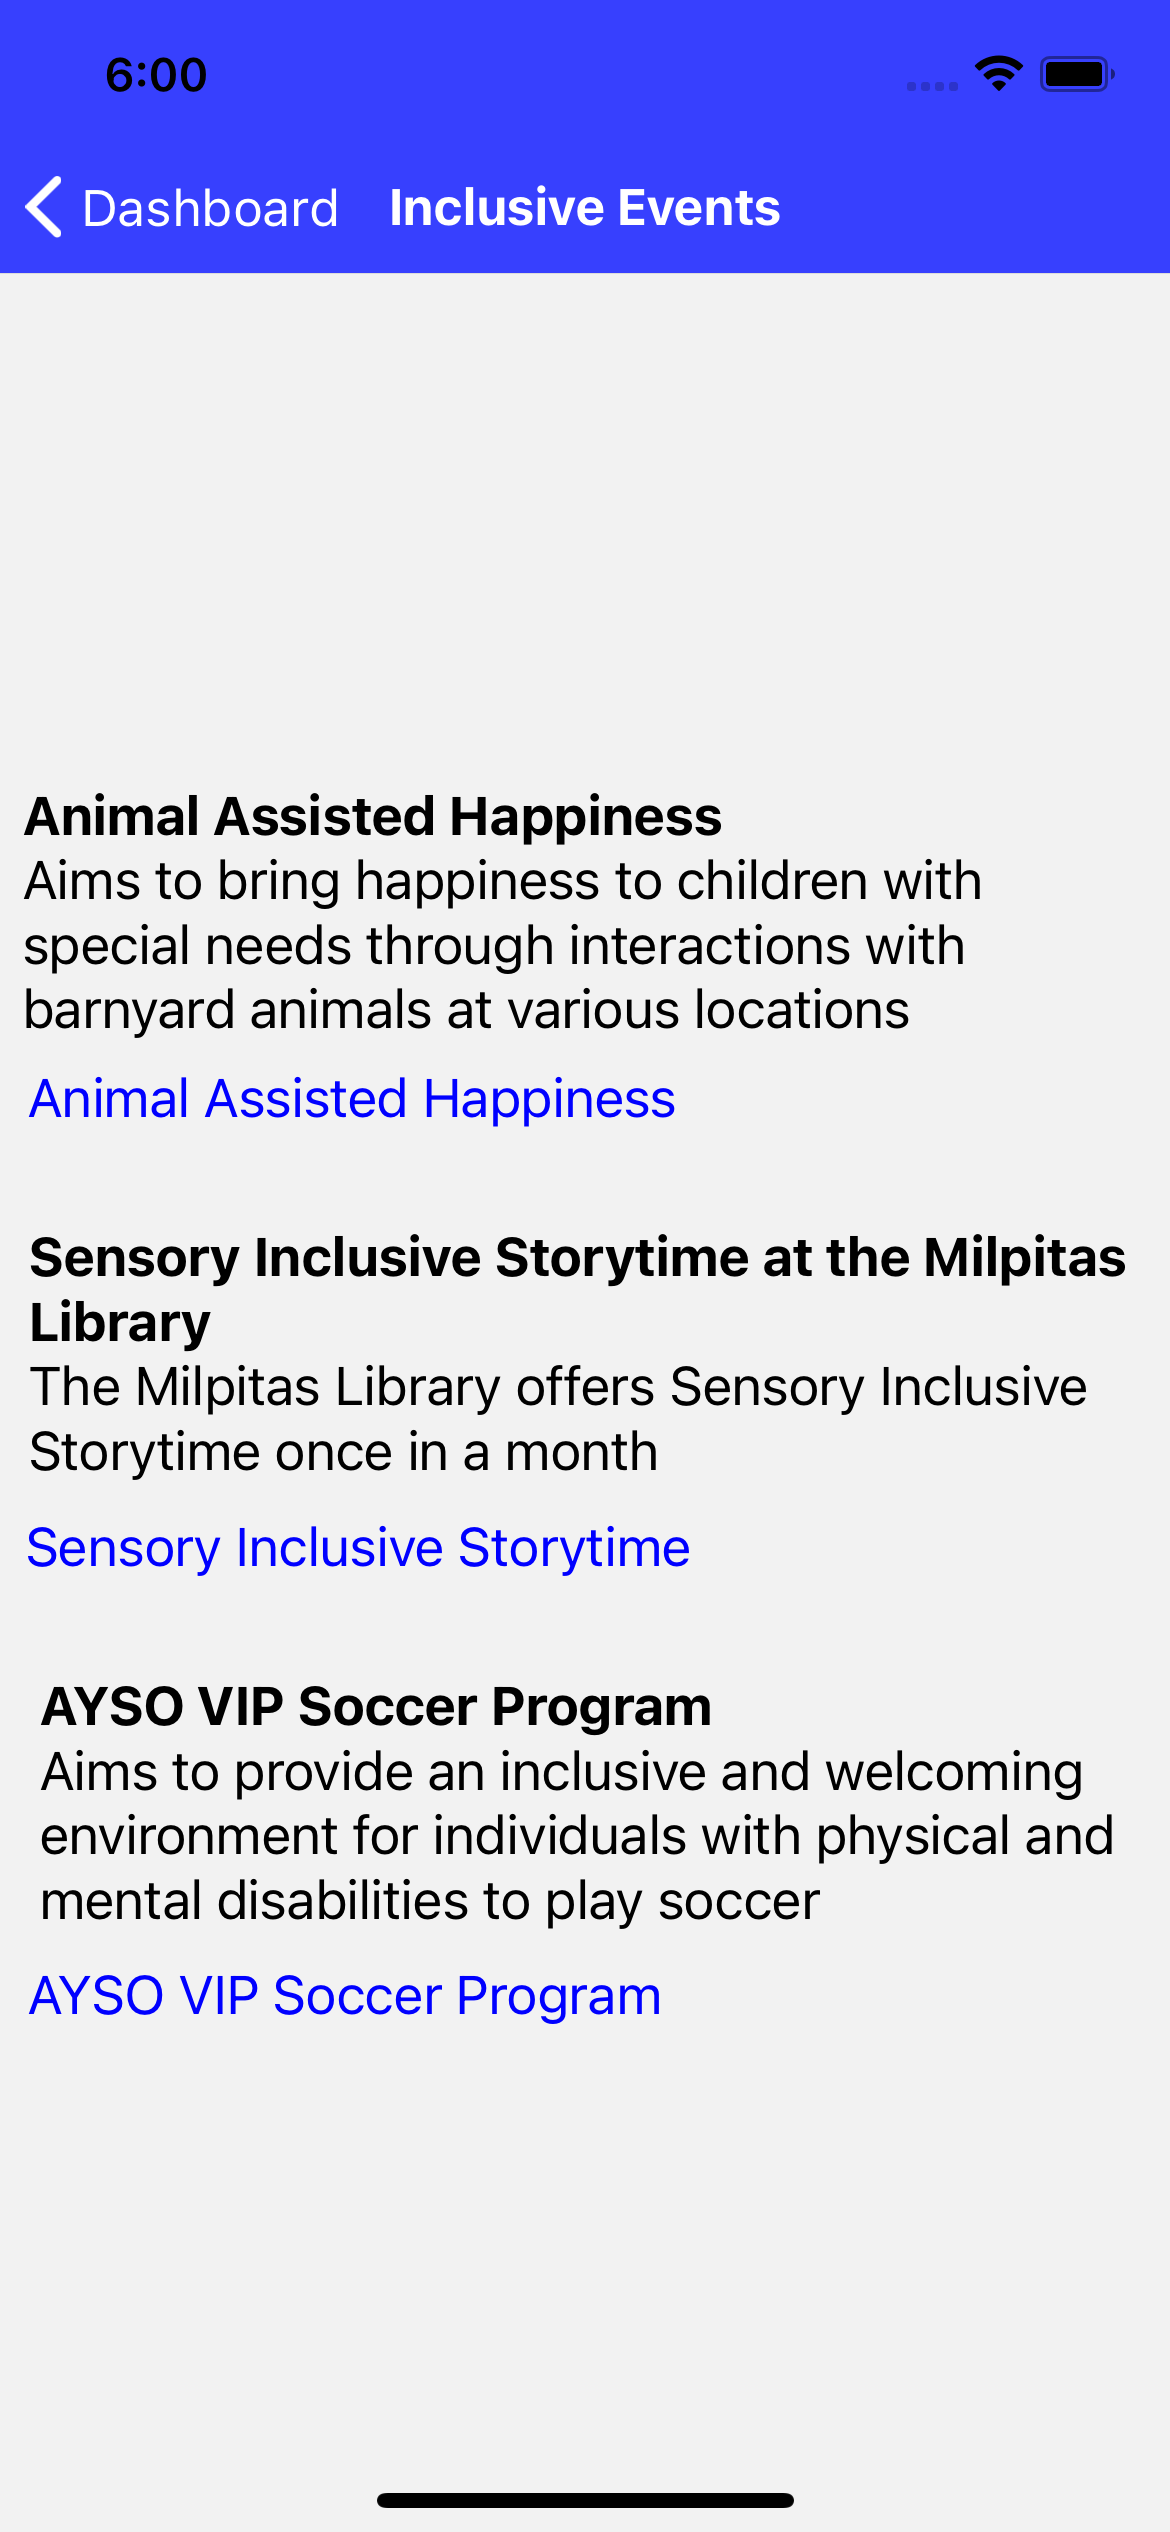 6:00
Dashboard Inclusive Events
Animal Assisted Happiness
Aims to bring happiness to children with
special needs through interactions with
barnyard animals at various locations
Animal Assisted Happiness
Sensory Inclusive Storytime at the Milpitas
Library
The Milpitas Library offers Sensory Inclusive
Storytime once in a month
Sensory Inclusive Storytime
AYSO VIP Soccer Program
Aims to provide an inclusive and welcoming
environment for individuals with physical and
mental disabilities to play soccer
AYSO VIP Soccer Program